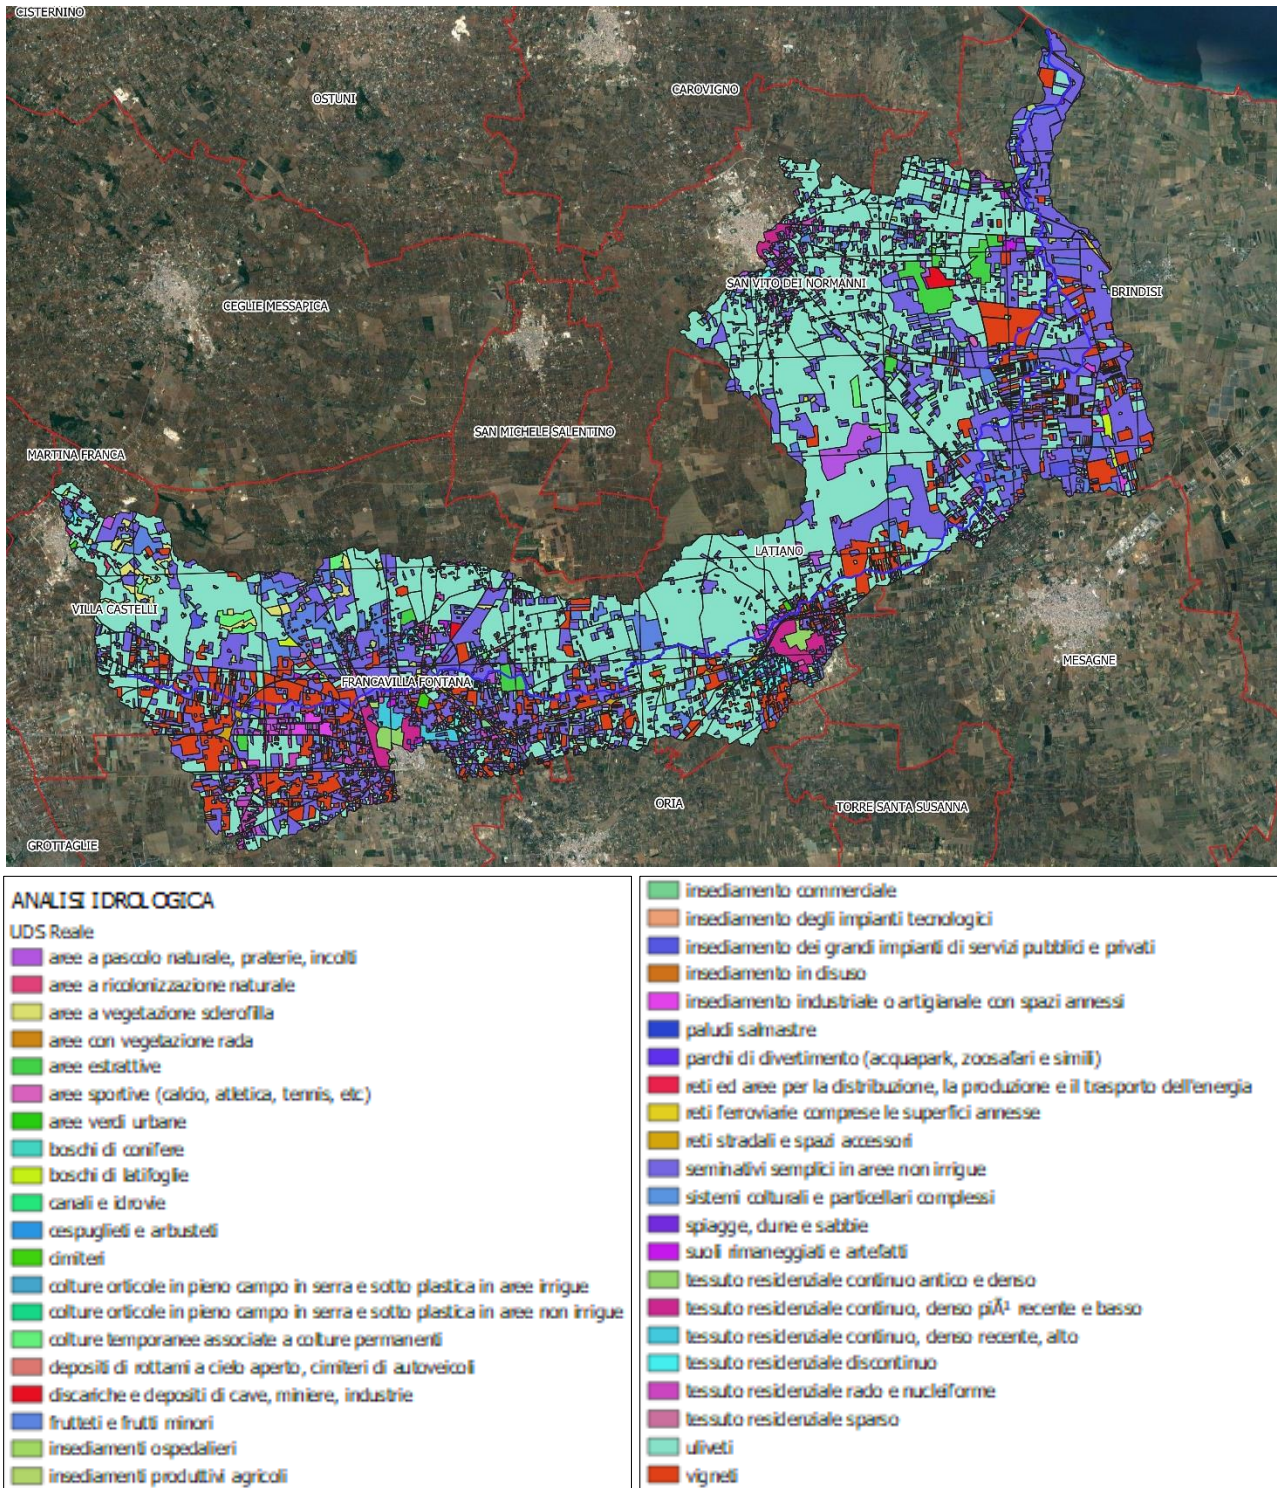 CISTERNINO
OSTUNI
CAROVIGNO
CEGLIE MESSAPICA
SAN VITO DEI NORMANNI
BRINDISI
SAN MICHELE SALENTINO
MARTINA FRANCA
LATIANO
VILLA CASTELLI
MESAGNE
FRANCAVILLA FONTANA
ORIA
TORRE SANTA SUSANNA
GROTTAGLIE
ANALISI IDROLOGICA
UDS Reale
aree a pascolo naturale, praterie, incolti
aree a ricolonizzazione naturale
aree a vegetazione sclerofilla
aree con vegetazione rada
aree estrattive
aree sportive (calcio, atletica, tennis, etc)
aree verdi urbane
boschi di conifere
boschi di latifoglie
canali e idrovie
cespuglieti e arbusteti
cimiteri
colture orticole in pieno campo in serra e sotto plastica in aree irrigue
colture orticole in pieno campo in serra e sotto plastica in aree non irrigue
colture temporanee associate a colture permanenti
depositi di rottami a cielo aperto, cimiteri di autoveicoli
discariche e depositi di cave, miniere, industrie
frutteti e frutti minori
insediamenti ospedalieri
insediamenti produttivi agricoli
insediamento commerciale
insediamento degli impianti tecnologici
insediamento dei grandi impianti di servizi pubblici e privati
insediamento in disuso
insediamento industriale o artigianale con spazi annessi
paludi salmastre
parchi di divertimento (acquapark, zoosafari e simili)
reti ed aree per la distribuzione, la produzione e il trasporto dell'energia
reti ferroviarie comprese le superfici annesse
reti stradali e spazi accessori
seminativi semplici in aree non irrigue
sistemi colturali e particellari complessi
spiagge, dune e sabbie
suoli rimaneggiati e artefatti
tessuto residenziale continuo antico e denso
tessuto residenziale continuo, denso piÃ¹ recente e basso
tessuto residenziale continuo, denso recente, alto
tessuto residenziale discontinuo
tessuto residenziale rado e nucleiforme
tessuto residenziale sparso
uliveti
vigneti